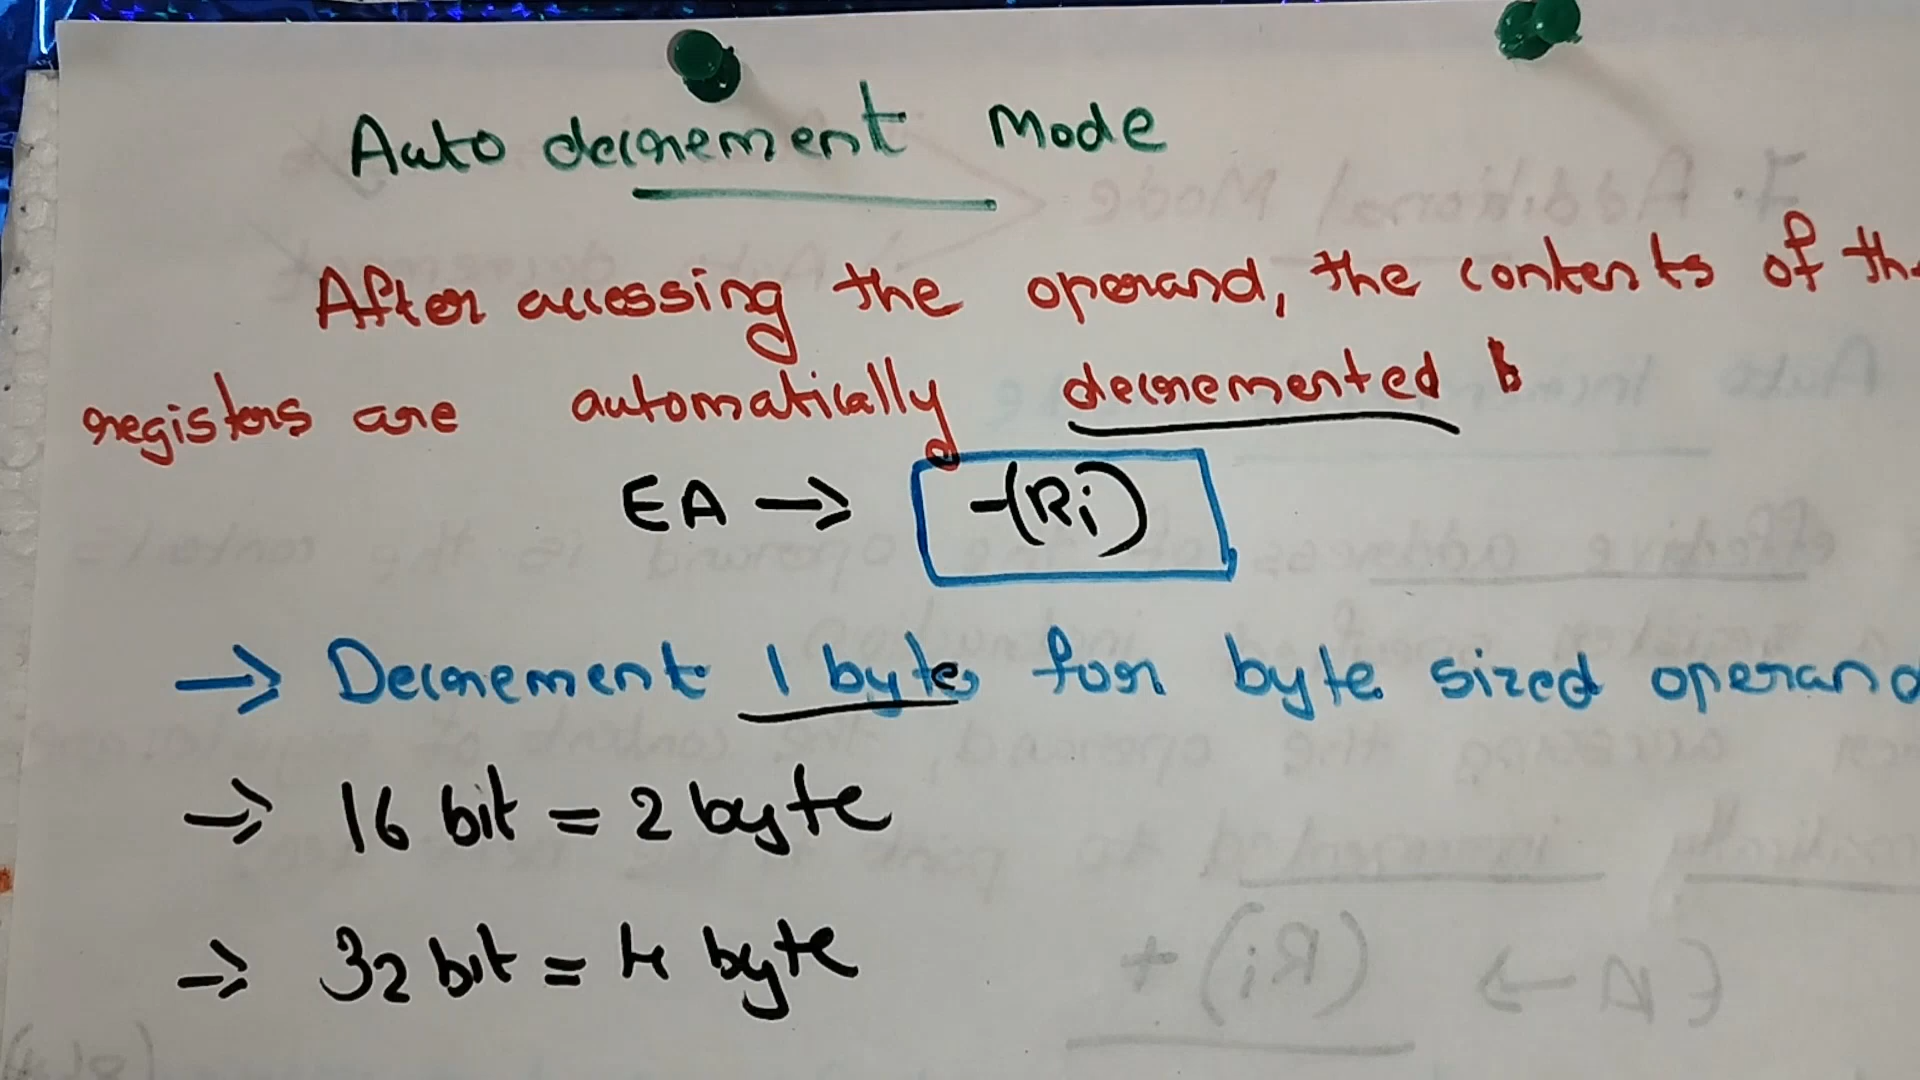 Auto decrement Mode
After accessing the operand, the contents of th
registers are automatically decremented
EA → -(Ri)
→ Decrement 1 byte for byte sized operand
→ 16 bit = 2 byte
→ 32 bit = 4 byte